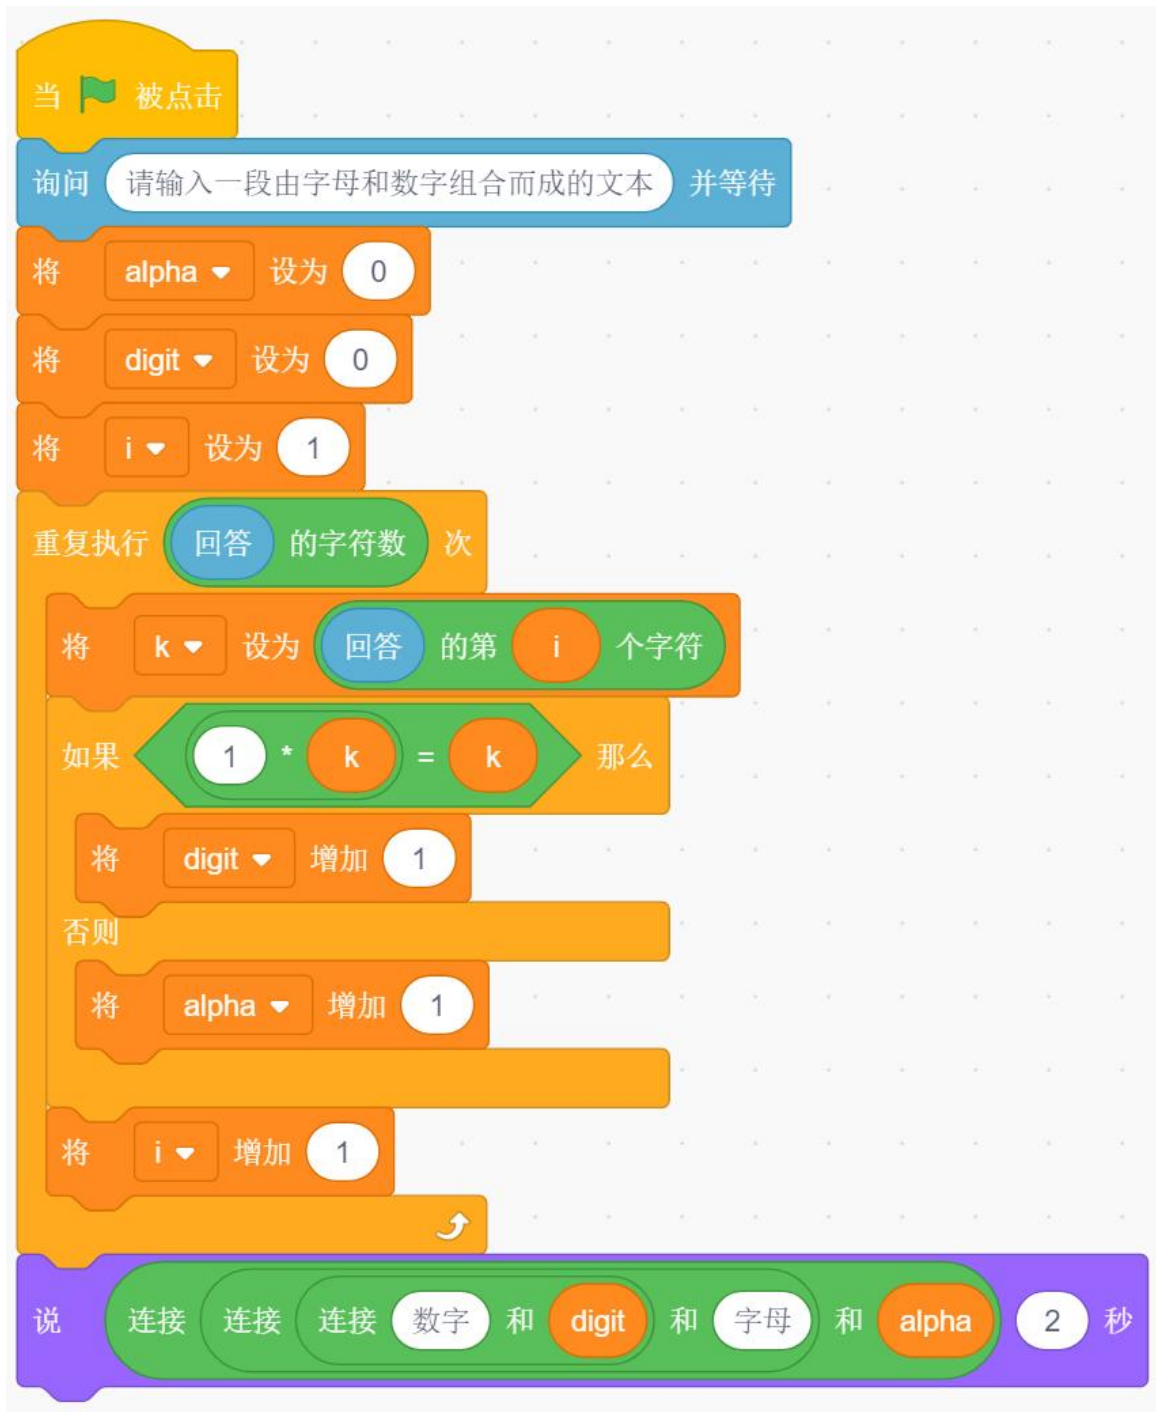 当 被点击
询问 请输入一段由字母和数字组合而成的文本 并等待
将 alpha 设为 0
将 digit 设为 0
将 i 设为 1
重复执行 回答 的字符数 次
将 k 设为 回答 的第 i 个字符
如果 1 * k = k 那么
将 digit 增加 1
否则
将 alpha 增加 1
将 i 增加 1
说 连接 连接 连接 数字 和 digit 和 字母 和 alpha 2 秒